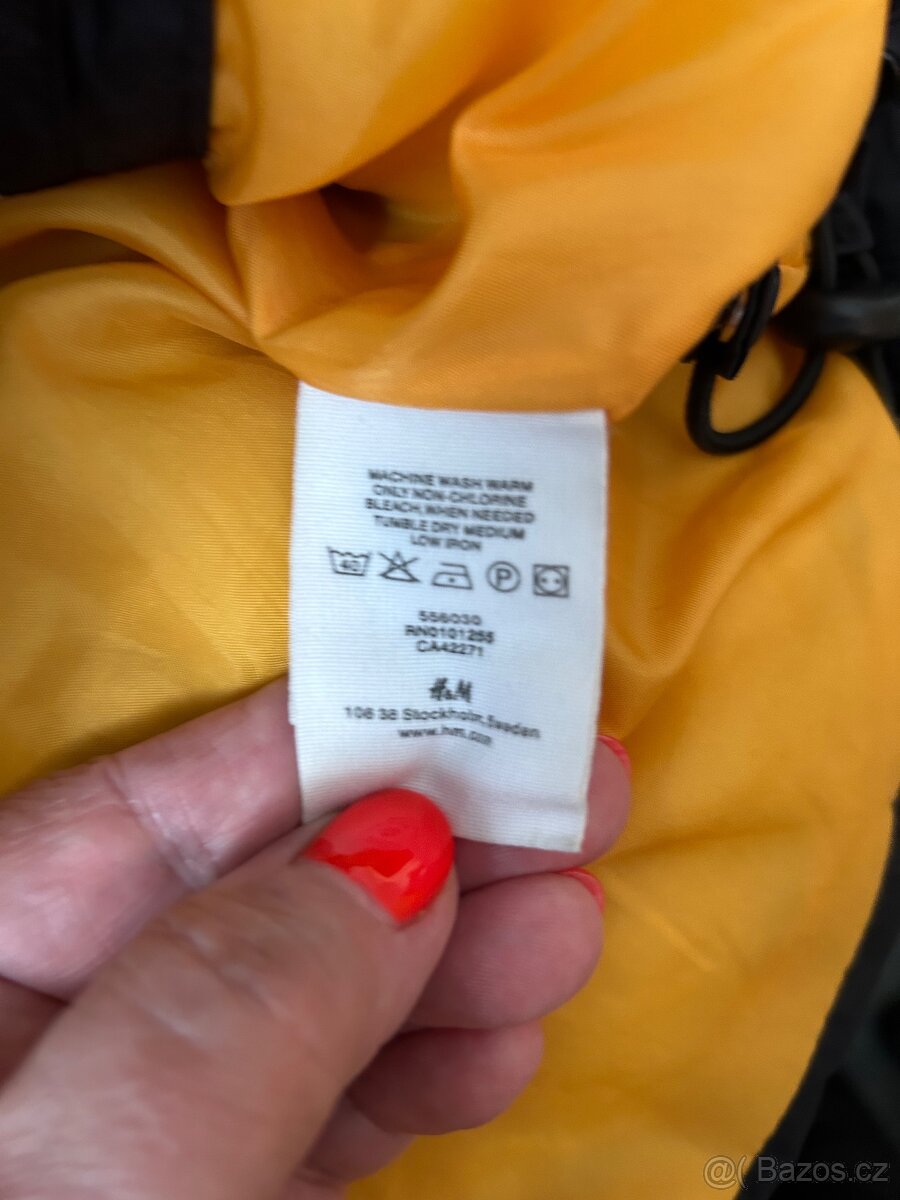 MACHINE WASH WARM
ONLY NON-CHLORINE
BLEACH, WHEN NEEDED
TUMBLE DRY MEDIUM
LOW IRON
40 P
556030
RN0101255
CA42271
H&M
106 38 Stockholm, Sweden
www.hm.com
@( Bazos.cz